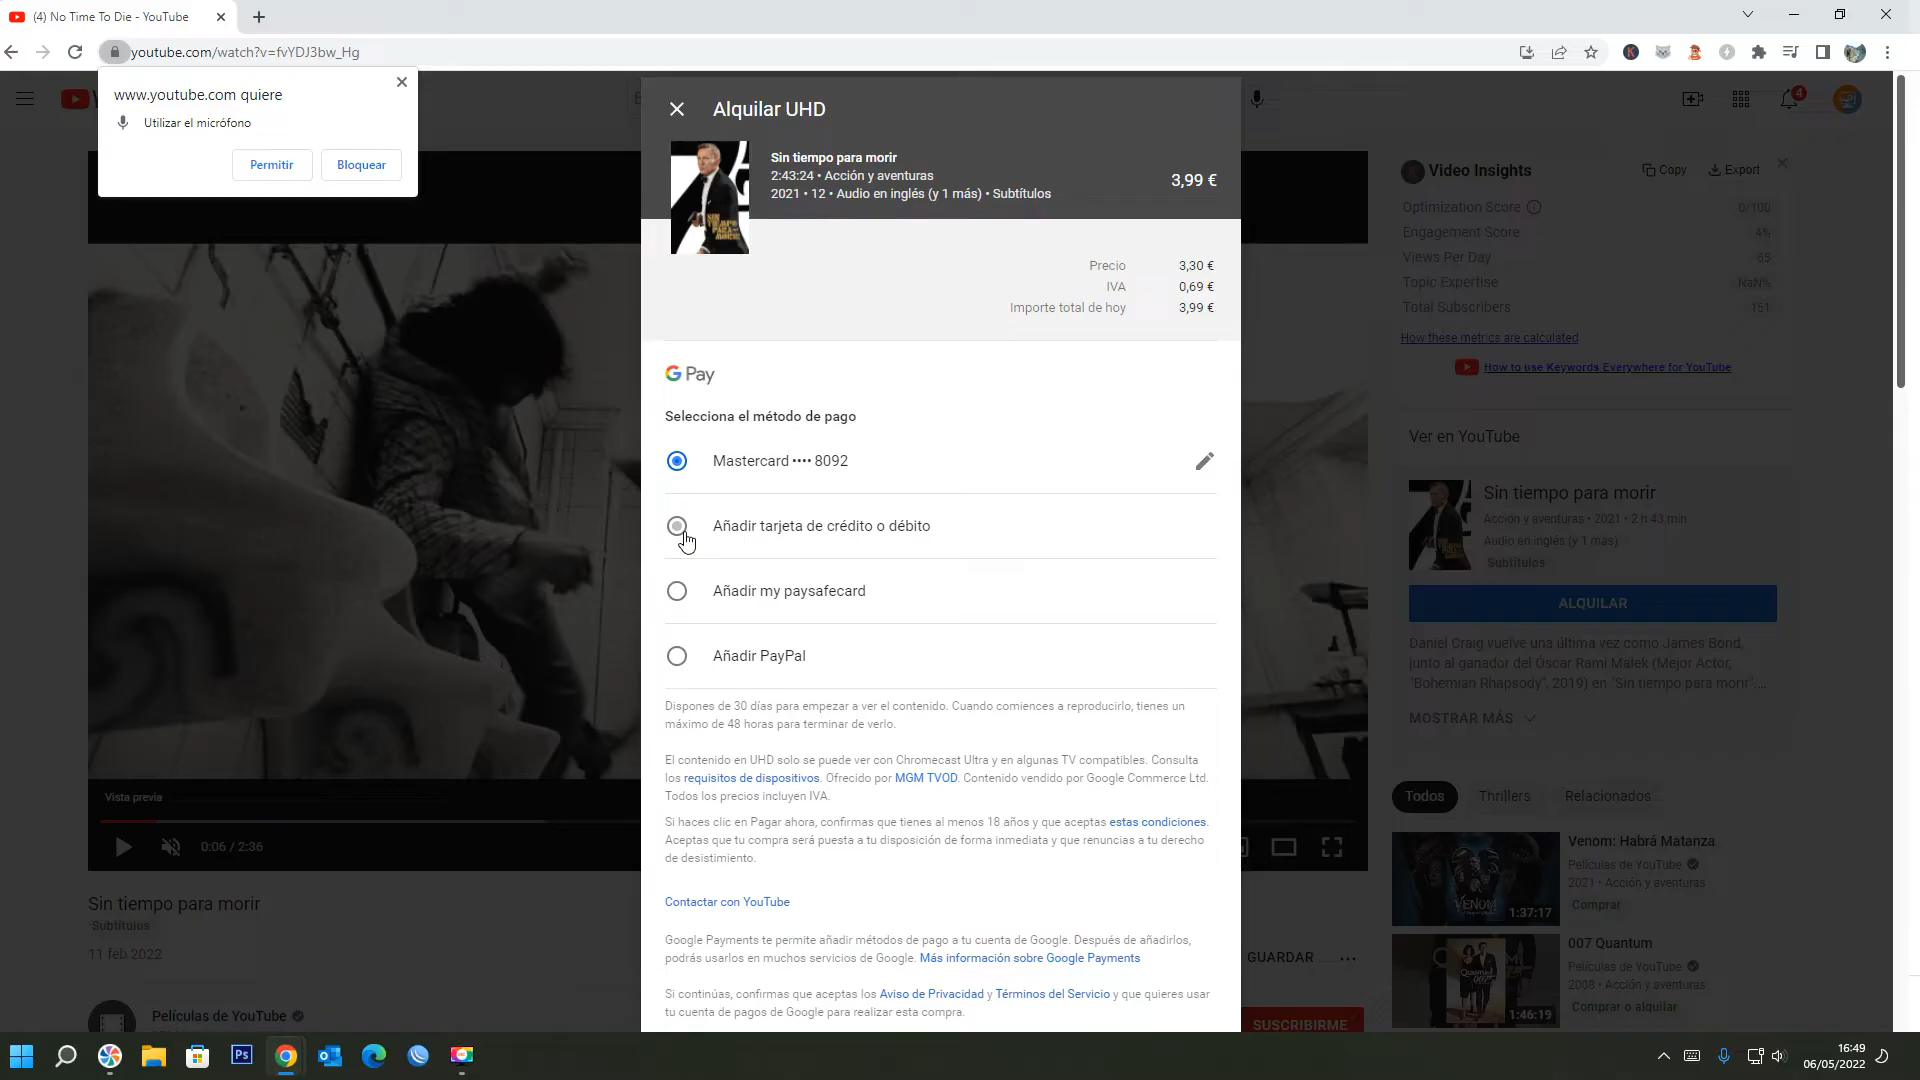 (4) No Time To Die - YouTube
youtube.com/watch?v=fvYDJ3bw_Hg
www.youtube.com quiere
Utilizar el micrófono
Permitir
Bloquear
Alquilar UHD
Sin tiempo para morir
2:43:24 • Acción y aventuras
2021 • 12 • Audio en inglés (y 1 más) • Subtítulos
3,99 €
Precio 3,30 €
IVA 0,69 €
Importe total de hoy 3,99 €
G Pay
Selecciona el método de pago
Mastercard •••• 8092
Añadir tarjeta de crédito o débito
Añadir my paysafecard
Añadir PayPal
Dispones de 30 días para empezar a ver el contenido. Cuando comiences a reproducirlo, tienes un
máximo de 48 horas para terminar de verlo.
El contenido en UHD solo se puede ver con Chromecast Ultra y en algunas TV compatibles. Consulta
los requisitos de dispositivos. Ofrecido por MGM TVOD. Contenido vendido por Google Commerce Ltd.
Todos los precios incluyen IVA.
Si haces clic en Pagar ahora, confirmas que tienes al menos 18 años y que aceptas estas condiciones.
Aceptas que tu compra será puesta a tu disposición de forma inmediata y que renuncias a tu derecho
de desistimiento.
Contactar con YouTube
Google Payments te permite añadir métodos de pago a tu cuenta de Google. Después de añadirlos,
podrás usarlos en muchos servicios de Google. Más información sobre Google Payments
Si continúas, confirmas que aceptas los Aviso de Privacidad y Términos del Servicio y que quieres usar
tu cuenta de pagos de Google para realizar esta compra.
Vista previa
0:06 / 2:36
Sin tiempo para morir
Subtítulos
11 feb 2022
Películas de YouTube
GUARDAR
SUSCRIBIRME
4
Video Insights
Copy
Export
Optimization Score 0/100
Engagement Score 4%
Views Per Day 65
Topic Expertise NaN%
Total Subscribers 151
How these metrics are calculated
How to use Keywords Everywhere for YouTube
Ver en YouTube
Sin tiempo para morir
Acción y aventuras • 2021 • 2 h 43 min
Audio en inglés (y 1 más)
Subtítulos
ALQUILAR
Daniel Craig vuelve una última vez como James Bond,
junto al ganador del Óscar Rami Malek (Mejor Actor,
"Bohemian Rhapsody", 2019) en "Sin tiempo para morir"....
MOSTRAR MÁS
Todos
Thrillers
Relacionados
VENOM
1:37:17
Venom: Habrá Matanza
Películas de YouTube
2021 • Acción y aventuras
Comprar
QUANTUM
1:46:19
007 Quantum
Películas de YouTube
2008 • Acción y aventuras
Comprar o alquilar
Ps
16:49
06/05/2022